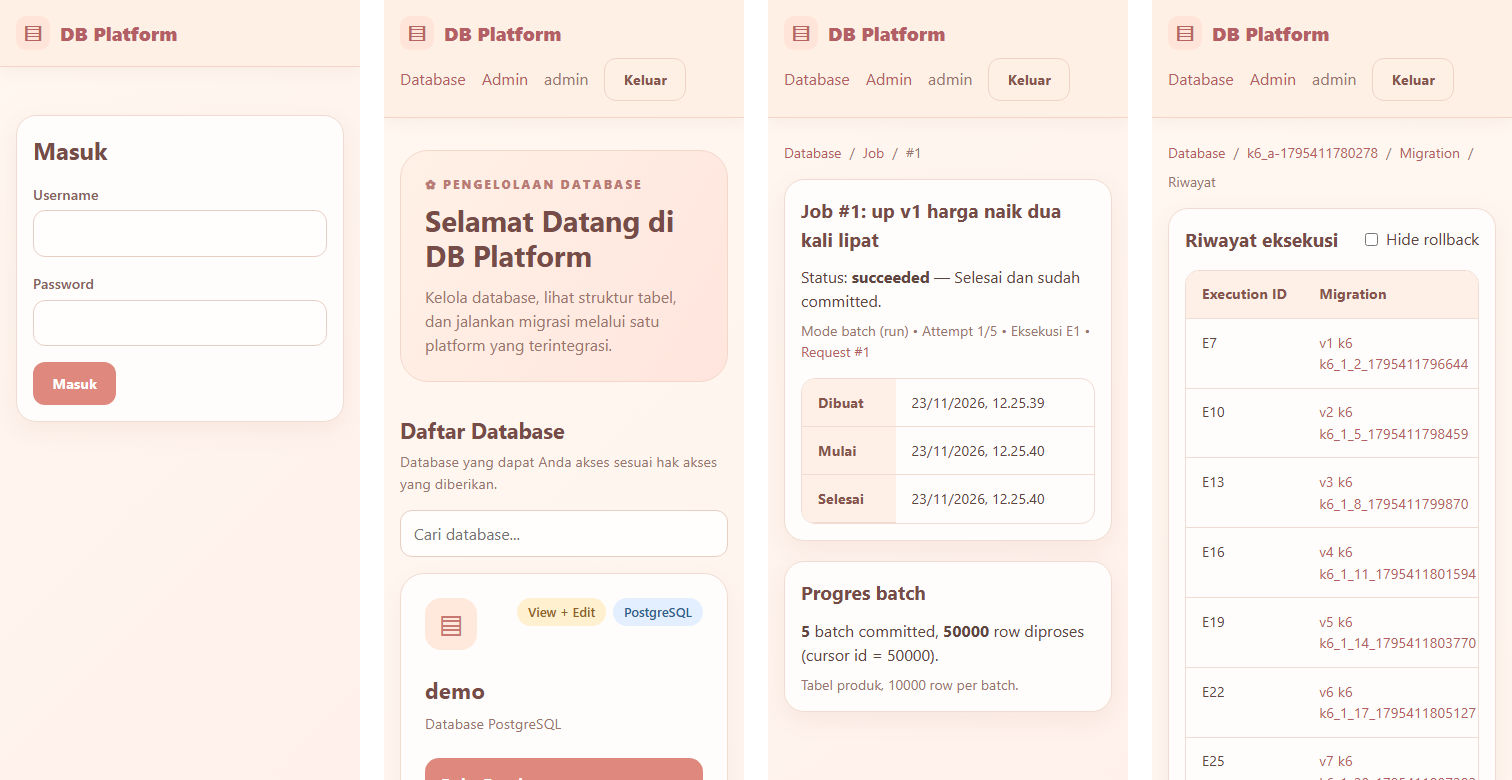 DB Platform
Masuk
Username
Password
Masuk
DB Platform
Database Admin admin Keluar
✿ PENGELOLAAN DATABASE
Selamat Datang di
DB Platform
Kelola database, lihat struktur tabel,
dan jalankan migrasi melalui satu
platform yang terintegrasi.
Daftar Database
Database yang dapat Anda akses sesuai hak akses
yang diberikan.
Cari database...
View + Edit PostgreSQL
demo
Database PostgreSQL
DB Platform
Database Admin admin Keluar
Database / Job / #1
Job #1: up v1 harga naik dua
kali lipat
Status: succeeded — Selesai dan sudah
committed.
Mode batch (run) • Attempt 1/5 • Eksekusi E1 •
Request #1
Dibuat 23/11/2026, 12.25.39
Mulai 23/11/2026, 12.25.40
Selesai 23/11/2026, 12.25.40
Progres batch
5 batch committed, 50000 row diproses
(cursor id = 50000).
Tabel produk, 10000 row per batch.
DB Platform
Database Admin admin Keluar
Database / k6_a-1795411780278 / Migration /
Riwayat
Riwayat eksekusi Hide rollback
Execution ID Migration
E7 v1 k6
k6_1_2_1795411796644
E10 v2 k6
k6_1_5_1795411798459
E13 v3 k6
k6_1_8_1795411799870
E16 v4 k6
k6_1_11_1795411801594
E19 v5 k6
k6_1_14_1795411803770
E22 v6 k6
k6_1_17_1795411805127
E25 v7 k6